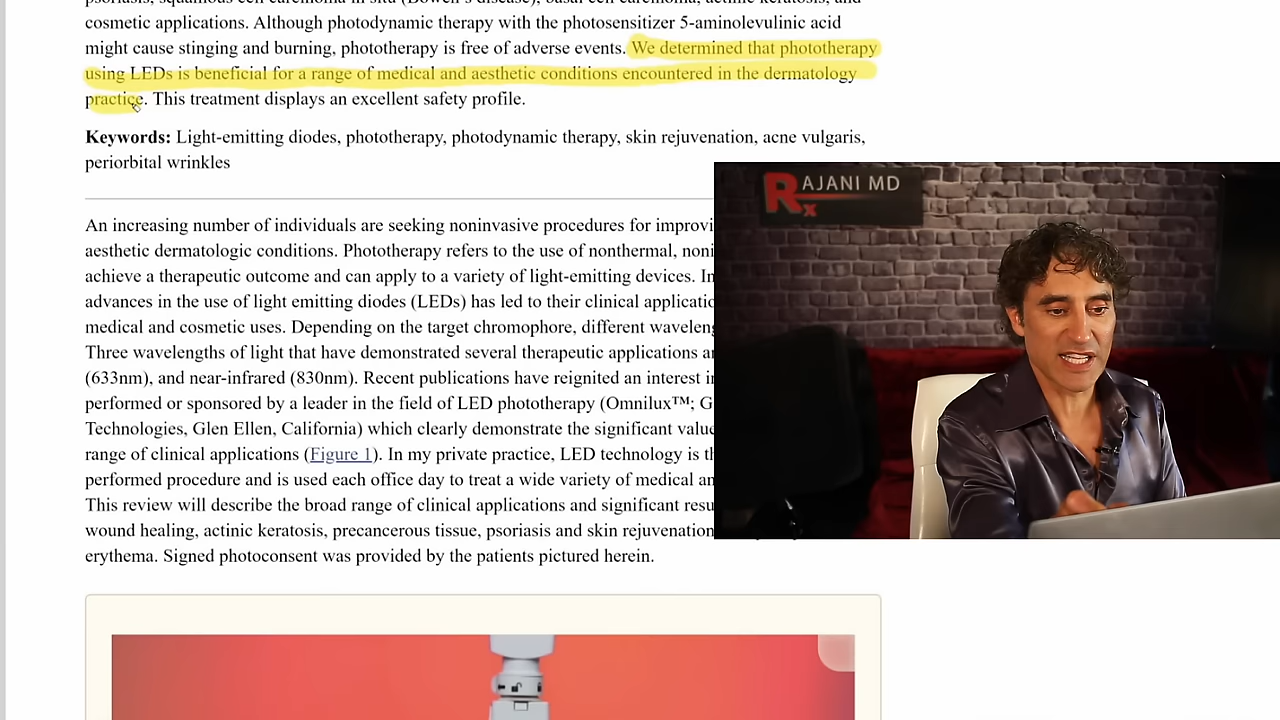 psoriasis, squamous cell carcinoma in situ (Bowen's disease), basal cell carcinoma, actinic keratosis, and
cosmetic applications. Although photodynamic therapy with the photosensitizer 5-aminolevulinic acid
might cause stinging and burning, phototherapy is free of adverse events. We determined that phototherapy
using LEDs is beneficial for a range of medical and aesthetic conditions encountered in the dermatology
practice. This treatment displays an excellent safety profile.
Keywords: Light-emitting diodes, phototherapy, photodynamic therapy, skin rejuvenation, acne vulgaris,
periorbital wrinkles
An increasing number of individuals are seeking noninvasive procedures for improvi
aesthetic dermatologic conditions. Phototherapy refers to the use of nonthermal, noni
achieve a therapeutic outcome and can apply to a variety of light-emitting devices. In
advances in the use of light emitting diodes (LEDs) has led to their clinical applicatio
medical and cosmetic uses. Depending on the target chromophore, different waveleng
Three wavelengths of light that have demonstrated several therapeutic applications ar
(633nm), and near-infrared (830nm). Recent publications have reignited an interest in
performed or sponsored by a leader in the field of LED phototherapy (Omnilux™; G
Technologies, Glen Ellen, California) which clearly demonstrate the significant value
range of clinical applications (Figure 1). In my private practice, LED technology is th
performed procedure and is used each office day to treat a wide variety of medical an
This review will describe the broad range of clinical applications and significant resu
wound healing, actinic keratosis, precancerous tissue, psoriasis and skin rejuvenation
erythema. Signed photoconsent was provided by the patients pictured herein.
RAJANI MD
x